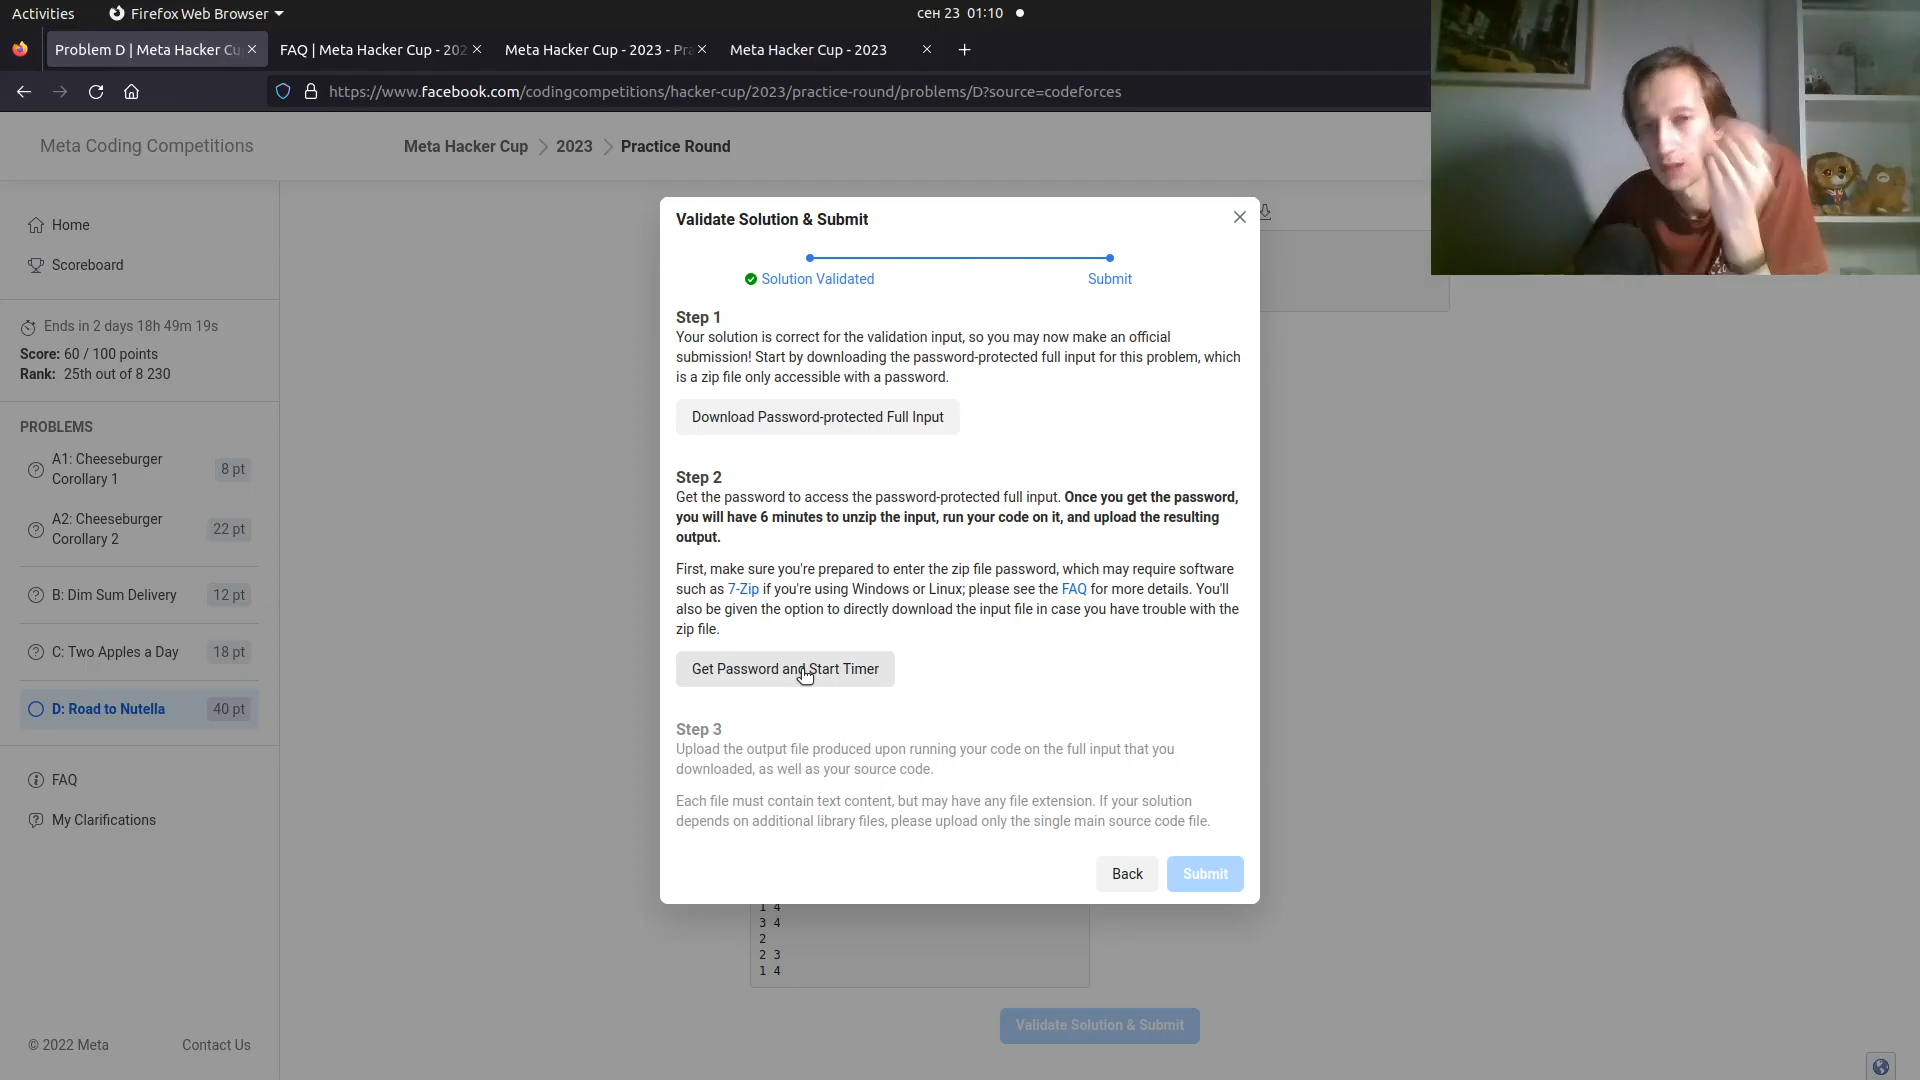 Activities
Firefox Web Browser
сен 23 01:10
Problem D | Meta Hacker Cu
FAQ | Meta Hacker Cup - 202
Meta Hacker Cup - 2023 - Pra
Meta Hacker Cup - 2023
https://www.facebook.com/codingcompetitions/hacker-cup/2023/practice-round/problems/D?source=codeforces
Meta Coding Competitions
Meta Hacker Cup
2023
Practice Round
Home
Scoreboard
Ends in 2 days 18h 49m 19s
Score: 60 / 100 points
Rank: 25th out of 8 230
PROBLEMS
A1: Cheeseburger
Corollary 1
8 pt
A2: Cheeseburger
Corollary 2
22 pt
B: Dim Sum Delivery
12 pt
C: Two Apples a Day
18 pt
D: Road to Nutella
40 pt
FAQ
My Clarifications
© 2022 Meta
Contact Us
Validate Solution & Submit
Solution Validated
Submit
Step 1
Your solution is correct for the validation input, so you may now make an official
submission! Start by downloading the password-protected full input for this problem, which
is a zip file only accessible with a password.
Download Password-protected Full Input
Step 2
Get the password to access the password-protected full input. Once you get the password,
you will have 6 minutes to unzip the input, run your code on it, and upload the resulting
output.
First, make sure you're prepared to enter the zip file password, which may require software
such as 7-Zip if you're using Windows or Linux; please see the FAQ for more details. You'll
also be given the option to directly download the input file in case you have trouble with the
zip file.
Get Password and Start Timer
Step 3
Upload the output file produced upon running your code on the full input that you
downloaded, as well as your source code.
Each file must contain text content, but may have any file extension. If your solution
depends on additional library files, please upload only the single main source code file.
Back
Submit
1 4
3 4
2
2 3
1 4
Validate Solution & Submit